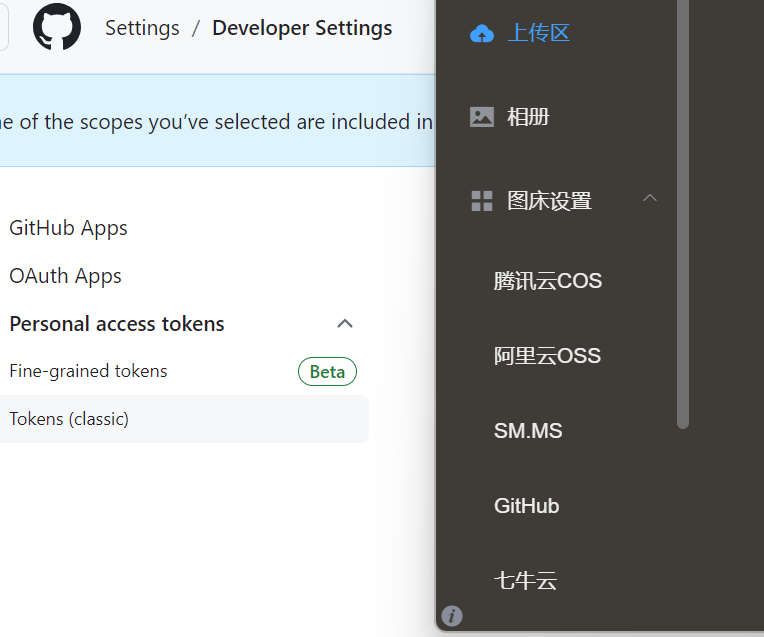 Settings / Developer Settings
of the scopes you’ve selected are included in
GitHub Apps
OAuth Apps
Personal access tokens
Fine-grained tokens Beta
Tokens (classic)
上传区
相册
图床设置
腾讯云COS
阿里云OSS
SM.MS
GitHub
七牛云